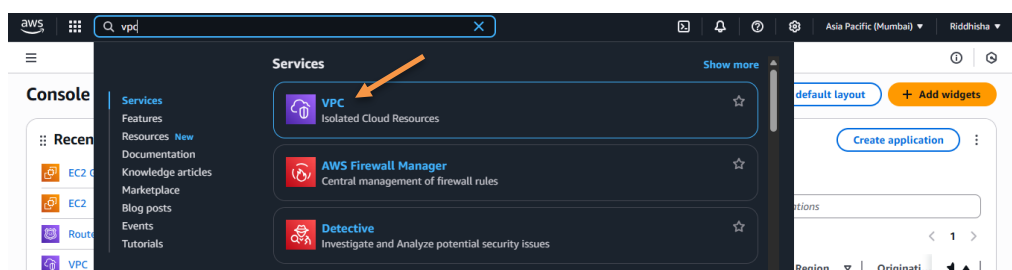 aws
vpc
Asia Pacific (Mumbai)
Riddhisha
Services
Show more
Console
default layout
+ Add widgets
Services
VPC
Features
Isolated Cloud Resources
Recen
Resources New
Create application
Documentation
EC2
Knowledge articles
AWS Firewall Manager
Central management of firewall rules
Marketplace
EC2
Blog posts
ations
Events
Detective
Route
Tutorials
Investigate and Analyze potential security issues
1
VPC
Region
Originati